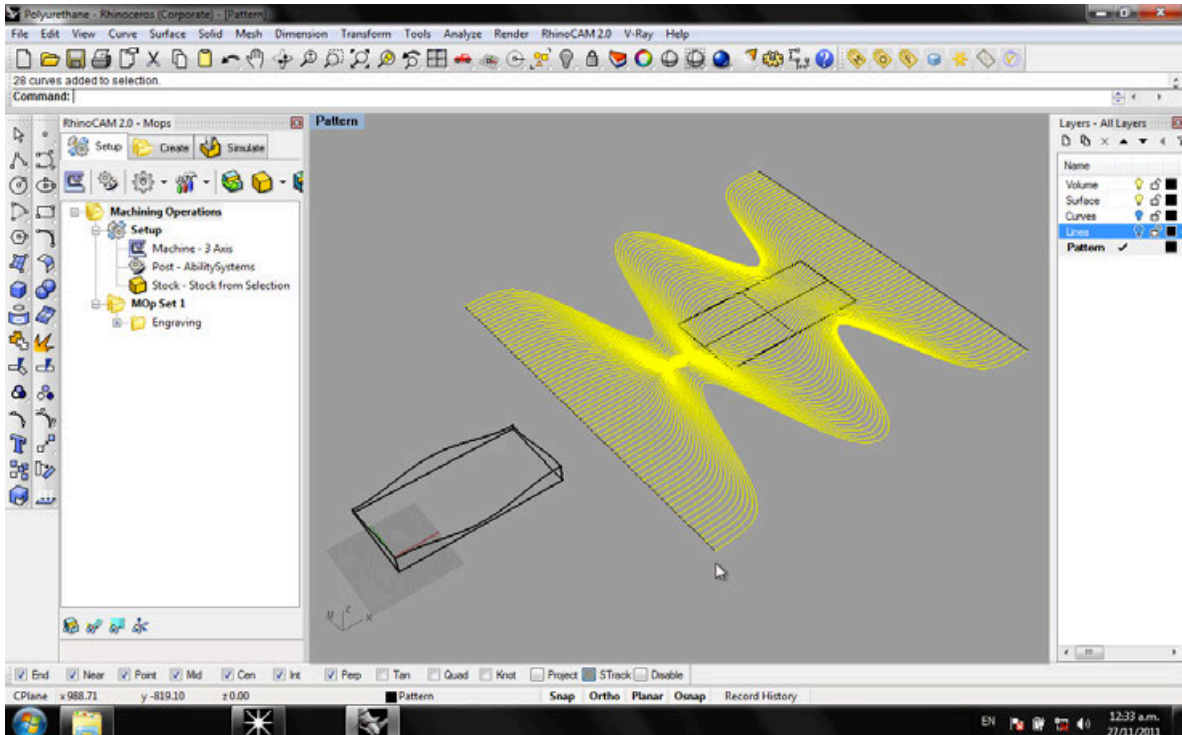 Polyurethane - Rhinoceros (Corporate) - [Pattern]
File Edit View Curve Surface Solid Mesh Dimension Transform Tools Analyze Render RhinoCAM 2.0 V-Ray Help
28 curves added to selection.
Command:
RhinoCAM 2.0 - Mops
Setup Create Simulate
Machining Operations
Setup
Machine - 3 Axis
Post - AbilitySystems
Stock - Stock from Selection
MOp Set 1
Engraving
Pattern
y z x
Layers - All Layers
Name
Volume
Surface
Curves
Lines
Pattern
End Near Point Mid Cen Int Perp Tan Quad Knot Project STrack Disable
CPlane x 988.71 y -819.10 z 0.00 Pattern Snap Ortho Planar Osnap Record History
EN 12:33 a.m.
27/11/2011